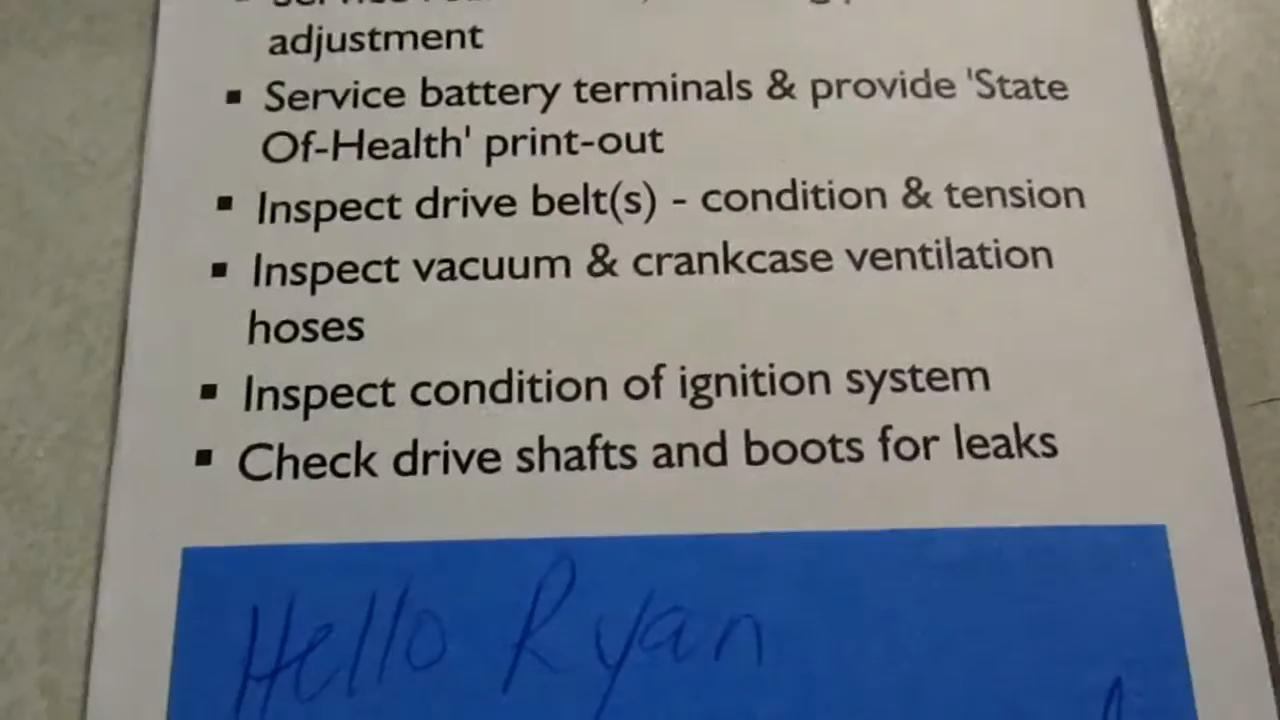 adjustment
▪ Service battery terminals & provide 'State
Of-Health' print-out
▪ Inspect drive belt(s) - condition & tension
▪ Inspect vacuum & crankcase ventilation
hoses
▪ Inspect condition of ignition system
▪ Check drive shafts and boots for leaks
Hello Ryan